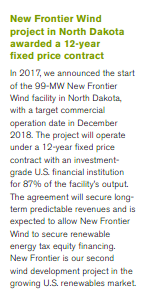 New Frontier Wind
project in North Dakota
awarded a 12-year
fixed price contract
In 2017, we announced the start
of the 99-MW New Frontier
Wind facility in North Dakota,
with a target commercial
operation date in December
2018. The project will operate
under a 12-year fixed price
contract with an investment-
grade U.S. financial institution
for 87% of the facility's output.
The agreement will secure long-
term predictable revenues and is
expected to allow New Frontier
Wind to secure renewable
energy tax equity financing.
New Frontier is our second
wind development project in the
growing U.S. renewables market.